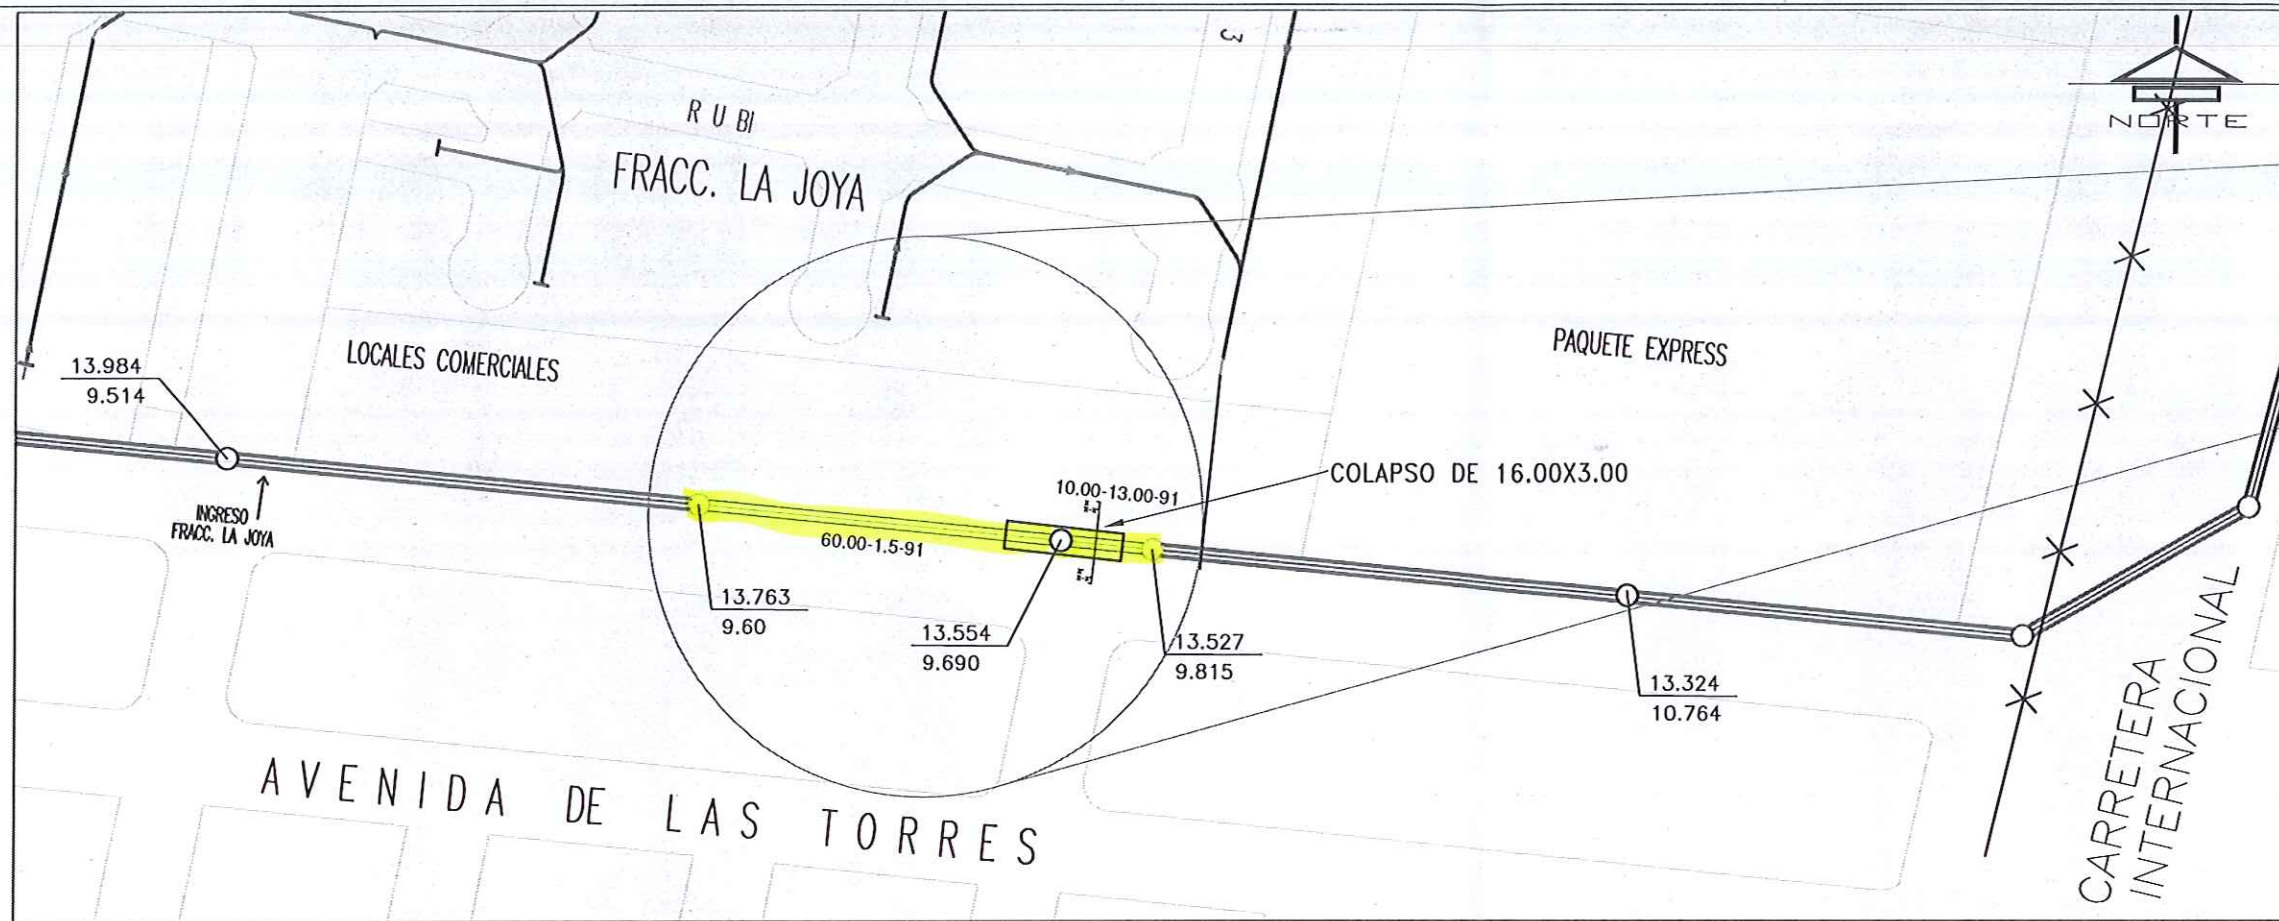 3
NORTE
R U BI
FRACC. LA JOYA
PAQUETE EXPRESS
LOCALES COMERCIALES
13.984
9.514
COLAPSO DE 16.00X3.00
10.00-13.00-91
INGRESO
FRACC. LA JOYA
60.00-1.5-91
13.763
9.60
13.554
9.690
13.527
9.815
13.324
10.764
CARRETERA
INTERNACIONAL
AVENIDA DE LAS TORRES